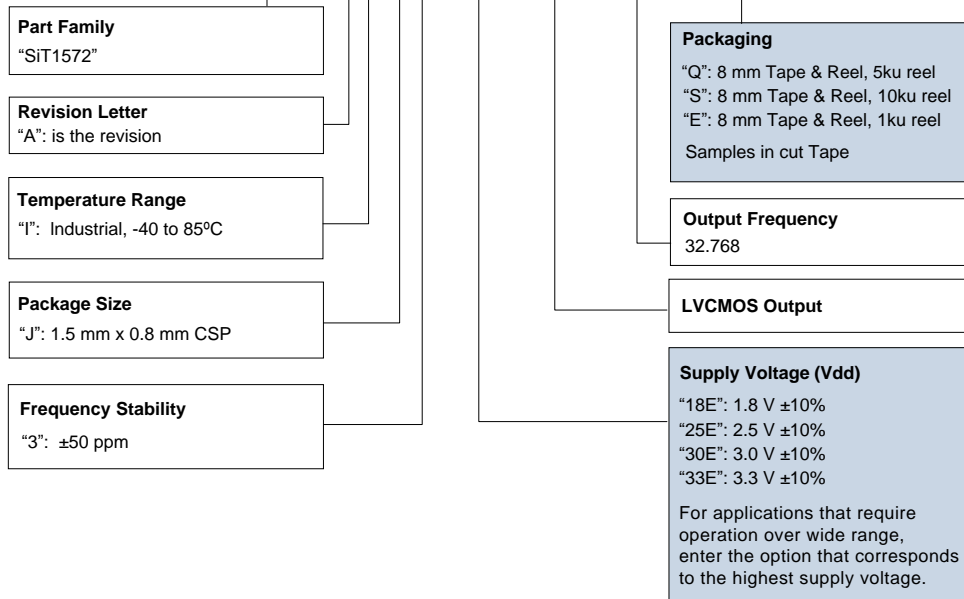 Part Family
“SiT1572”
Revision Letter
“A”: is the revision
Temperature Range
“I”: Industrial, -40 to 85ºC
Package Size
“J”: 1.5 mm x 0.8 mm CSP
Frequency Stability
“3”: ±50 ppm
Packaging
“Q”: 8 mm Tape & Reel, 5ku reel
“S”: 8 mm Tape & Reel, 10ku reel
“E”: 8 mm Tape & Reel, 1ku reel
Samples in cut Tape
Output Frequency
32.768
LVCMOS Output
Supply Voltage (Vdd)
“18E”: 1.8 V ±10%
“25E”: 2.5 V ±10%
“30E”: 3.0 V ±10%
“33E”: 3.3 V ±10%
For applications that require
operation over wide range,
enter the option that corresponds
to the highest supply voltage.